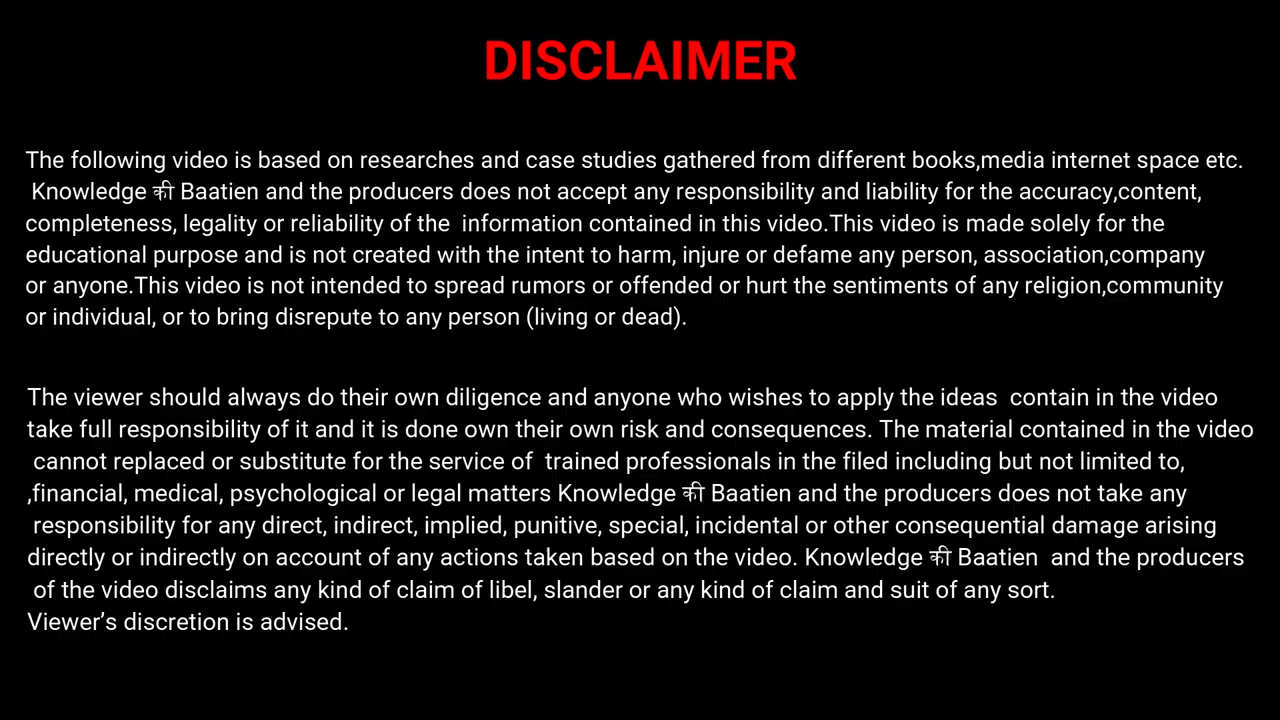 DISCLAIMER
The following video is based on researches and case studies gathered from different books,media internet space etc.
Knowledge की Baatien and the producers does not accept any responsibility and liability for the accuracy,content,
completeness, legality or reliability of the information contained in this video.This video is made solely for the
educational purpose and is not created with the intent to harm, injure or defame any person, association,company
or anyone.This video is not intended to spread rumors or offended or hurt the sentiments of any religion,community
or individual, or to bring disrepute to any person (living or dead).
The viewer should always do their own diligence and anyone who wishes to apply the ideas contain in the video
take full responsibility of it and it is done own their own risk and consequences. The material contained in the video
cannot replaced or substitute for the service of trained professionals in the filed including but not limited to,
,financial, medical, psychological or legal matters Knowledge की Baatien and the producers does not take any
responsibility for any direct, indirect, implied, punitive, special, incidental or other consequential damage arising
directly or indirectly on account of any actions taken based on the video. Knowledge की Baatien and the producers
of the video disclaims any kind of claim of libel, slander or any kind of claim and suit of any sort.
Viewer’s discretion is advised.